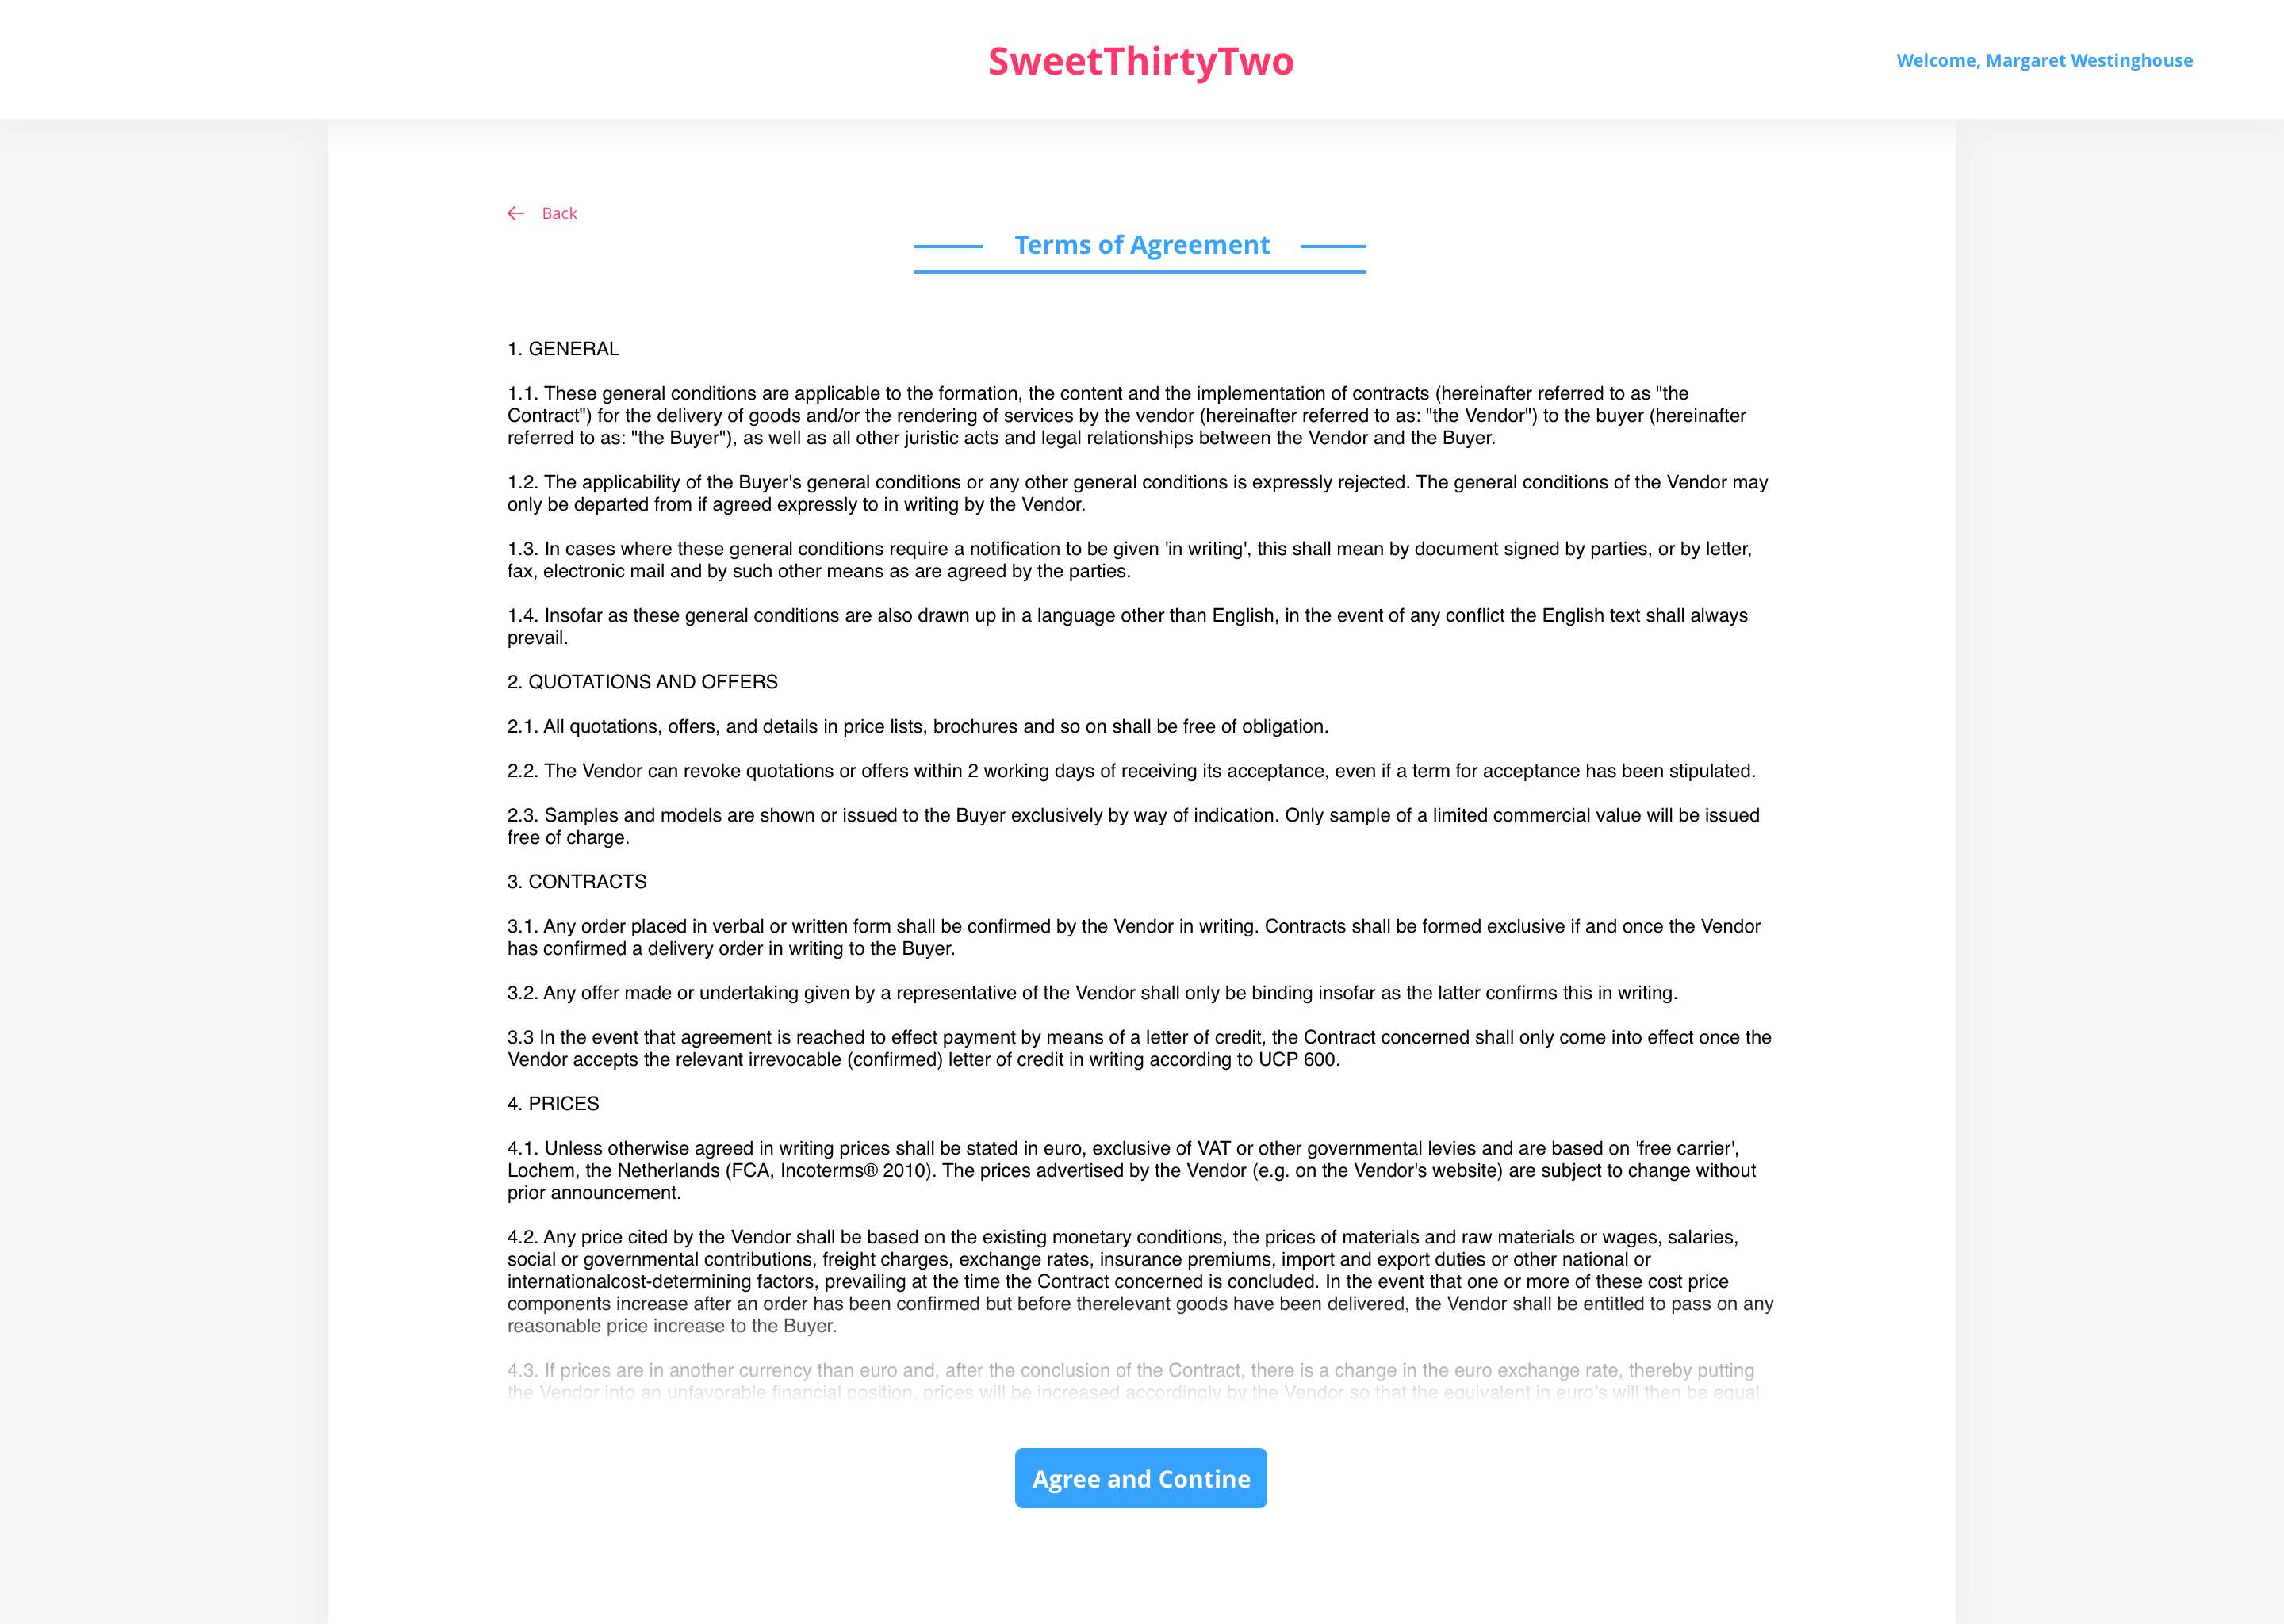 SweetThirtyTwo
Welcome, Margaret Westinghouse
Back
Terms of Agreement
1. GENERAL
1.1. These general conditions are applicable to the formation, the content and the implementation of contracts (hereinafter referred to as "the
Contract") for the delivery of goods and/or the rendering of services by the vendor (hereinafter referred to as: "the Vendor") to the buyer (hereinafter
referred to as: "the Buyer"), as well as all other juristic acts and legal relationships between the Vendor and the Buyer.
1.2. The applicability of the Buyer's general conditions or any other general conditions is expressly rejected. The general conditions of the Vendor may
only be departed from if agreed expressly to in writing by the Vendor.
1.3. In cases where these general conditions require a notification to be given 'in writing', this shall mean by document signed by parties, or by letter,
fax, electronic mail and by such other means as are agreed by the parties.
1.4. Insofar as these general conditions are also drawn up in a language other than English, in the event of any conflict the English text shall always
prevail.
2. QUOTATIONS AND OFFERS
2.1. All quotations, offers, and details in price lists, brochures and so on shall be free of obligation.
2.2. The Vendor can revoke quotations or offers within 2 working days of receiving its acceptance, even if a term for acceptance has been stipulated.
2.3. Samples and models are shown or issued to the Buyer exclusively by way of indication. Only sample of a limited commercial value will be issued
free of charge.
3. CONTRACTS
3.1. Any order placed in verbal or written form shall be confirmed by the Vendor in writing. Contracts shall be formed exclusive if and once the Vendor
has confirmed a delivery order in writing to the Buyer.
3.2. Any offer made or undertaking given by a representative of the Vendor shall only be binding insofar as the latter confirms this in writing.
3.3 In the event that agreement is reached to effect payment by means of a letter of credit, the Contract concerned shall only come into effect once the
Vendor accepts the relevant irrevocable (confirmed) letter of credit in writing according to UCP 600.
4. PRICES
4.1. Unless otherwise agreed in writing prices shall be stated in euro, exclusive of VAT or other governmental levies and are based on 'free carrier',
Lochem, the Netherlands (FCA, Incoterms® 2010). The prices advertised by the Vendor (e.g. on the Vendor's website) are subject to change without
prior announcement.
4.2. Any price cited by the Vendor shall be based on the existing monetary conditions, the prices of materials and raw materials or wages, salaries,
social or governmental contributions, freight charges, exchange rates, insurance premiums, import and export duties or other national or
internationalcost-determining factors, prevailing at the time the Contract concerned is concluded. In the event that one or more of these cost price
components increase after an order has been confirmed but before therelevant goods have been delivered, the Vendor shall be entitled to pass on any
reasonable price increase to the Buyer.
4.3. If prices are in another currency than euro and, after the conclusion of the Contract, there is a change in the euro exchange rate, thereby putting
the Vendor into an unfavorable financial position, prices will be increased accordingly by the Vendor so that the equivalent in euro's will then be equal
Agree and Contine